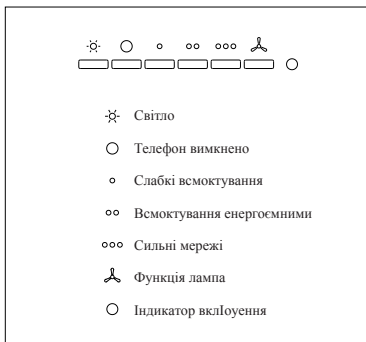 Світло
Телефон вимкнено
Слабкі всмоктування
Всмоктування енергоємними
Сильні мережі
Функція лампа
Індикатор вклІоуення